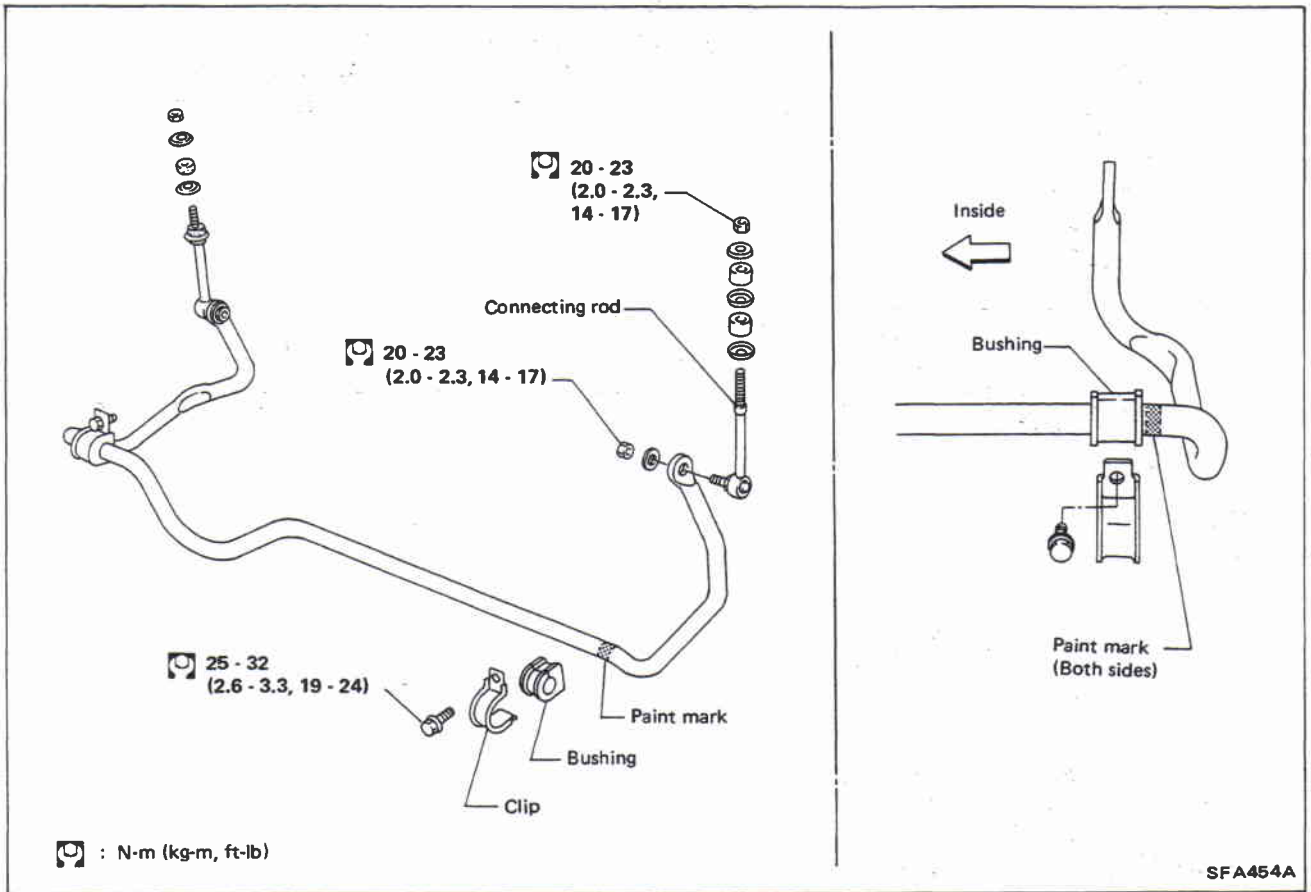 20 - 23
(2.0 - 2.3,
14 - 17)
Connecting rod
20 - 23
(2.0 - 2.3, 14 - 17)
25 - 32
(2.6 - 3.3, 19 - 24)
Paint mark
Bushing
Clip
: N-m (kg-m, ft-lb)
Inside
Bushing
Paint mark
(Both sides)
SFA454A